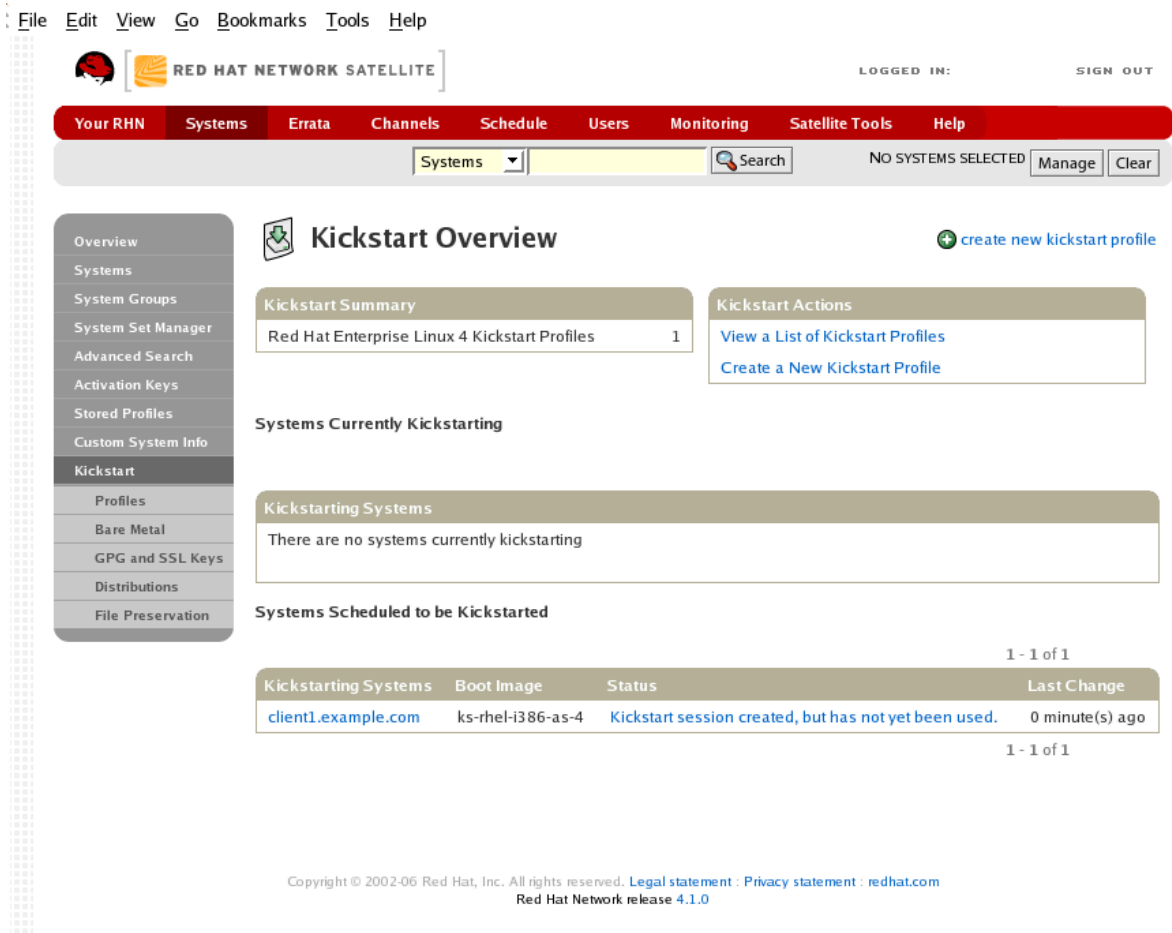 File Edit View Go Bookmarks Tools Help
RED HAT NETWORK SATELLITE
LOGGED IN: SIGN OUT
Your RHN Systems Errata Channels Schedule Users Monitoring Satellite Tools Help
Systems Search NO SYSTEMS SELECTED Manage Clear
Overview
Systems
System Groups
System Set Manager
Advanced Search
Activation Keys
Stored Profiles
Custom System Info
Kickstart
Profiles
Bare Metal
GPG and SSL Keys
Distributions
File Preservation
Kickstart Overview
create new kickstart profile
Kickstart Summary
Red Hat Enterprise Linux 4 Kickstart Profiles 1
Kickstart Actions
View a List of Kickstart Profiles
Create a New Kickstart Profile
Systems Currently Kickstarting
Kickstarting Systems
There are no systems currently kickstarting
Systems Scheduled to be Kickstarted
1 - 1 of 1
Kickstarting Systems Boot Image Status Last Change
client1.example.com ks-rhel-i386-as-4 Kickstart session created, but has not yet been used. 0 minute(s) ago
1 - 1 of 1
Copyright © 2002-06 Red Hat, Inc. All rights reserved. Legal statement : Privacy statement : redhat.com
Red Hat Network release 4.1.0